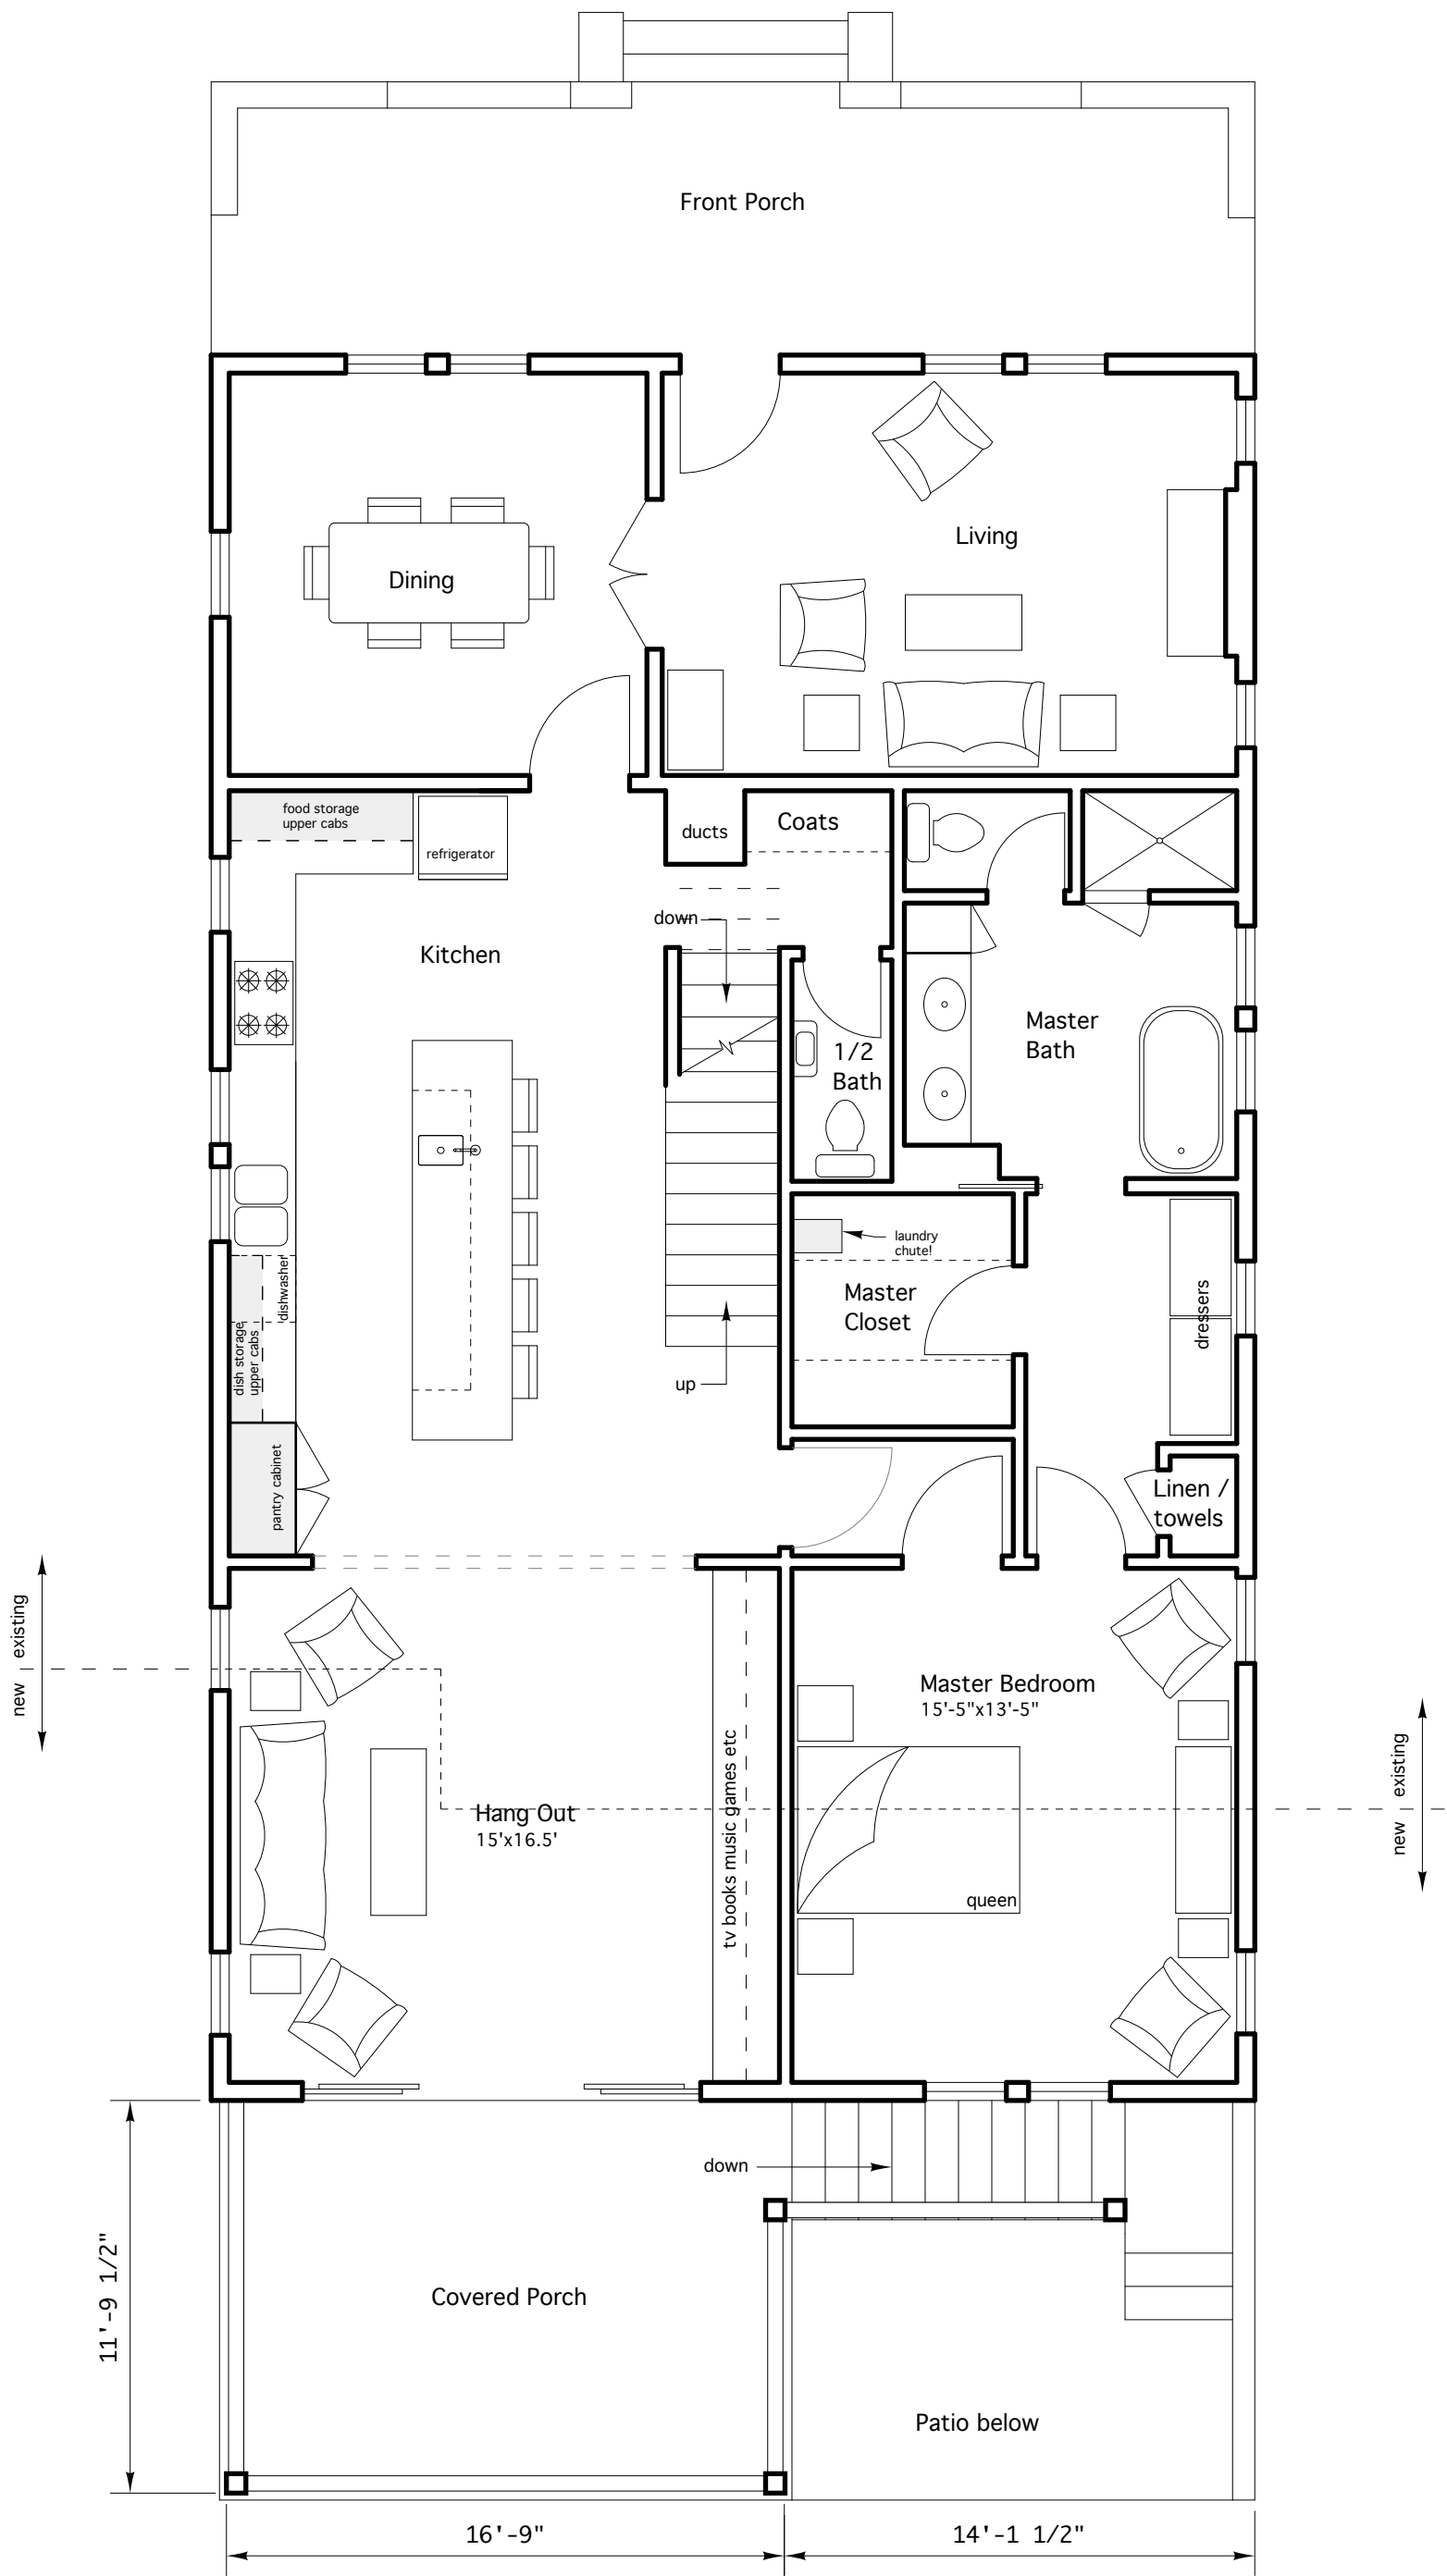 Front Porch
Living
Dining
food storage
upper cabs
refrigerator
ducts
Coats
down
Kitchen
Master
Bath
1/2
Bath
laundry
chute!
dishwasher
Master
Closet
dressers
dish storage
upper cabs
up
pantry cabinet
Linen /
towels
new existing
Master Bedroom
15'-5"x13'-5"
tv books music games etc
new existing
Hang Out
15'x16.5'
queen
down
11'-9 1/2"
Covered Porch
Patio below
16'-9"
14'-1 1/2"